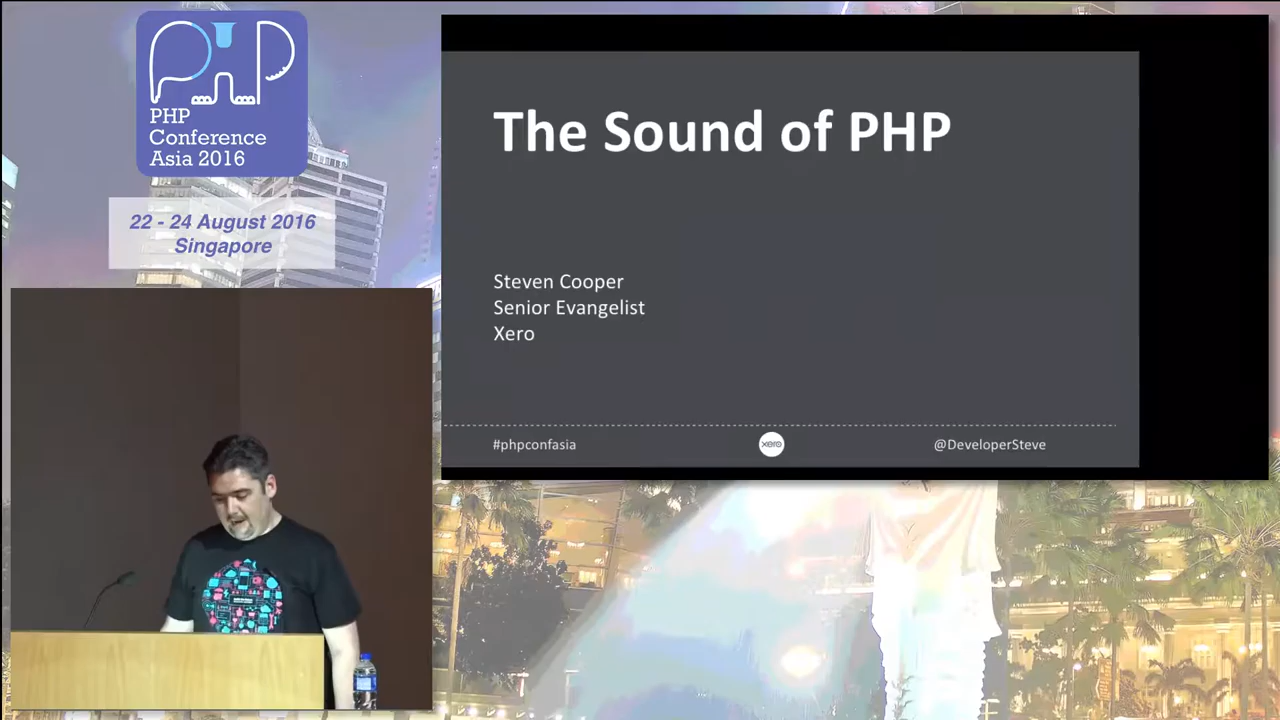 PHP
PHP
Conference
Asia 2016
22 - 24 August 2016
Singapore
The Sound of PHP
Steven Cooper
Senior Evangelist
Xero
#phpconfasia
xero
@DeveloperSteve